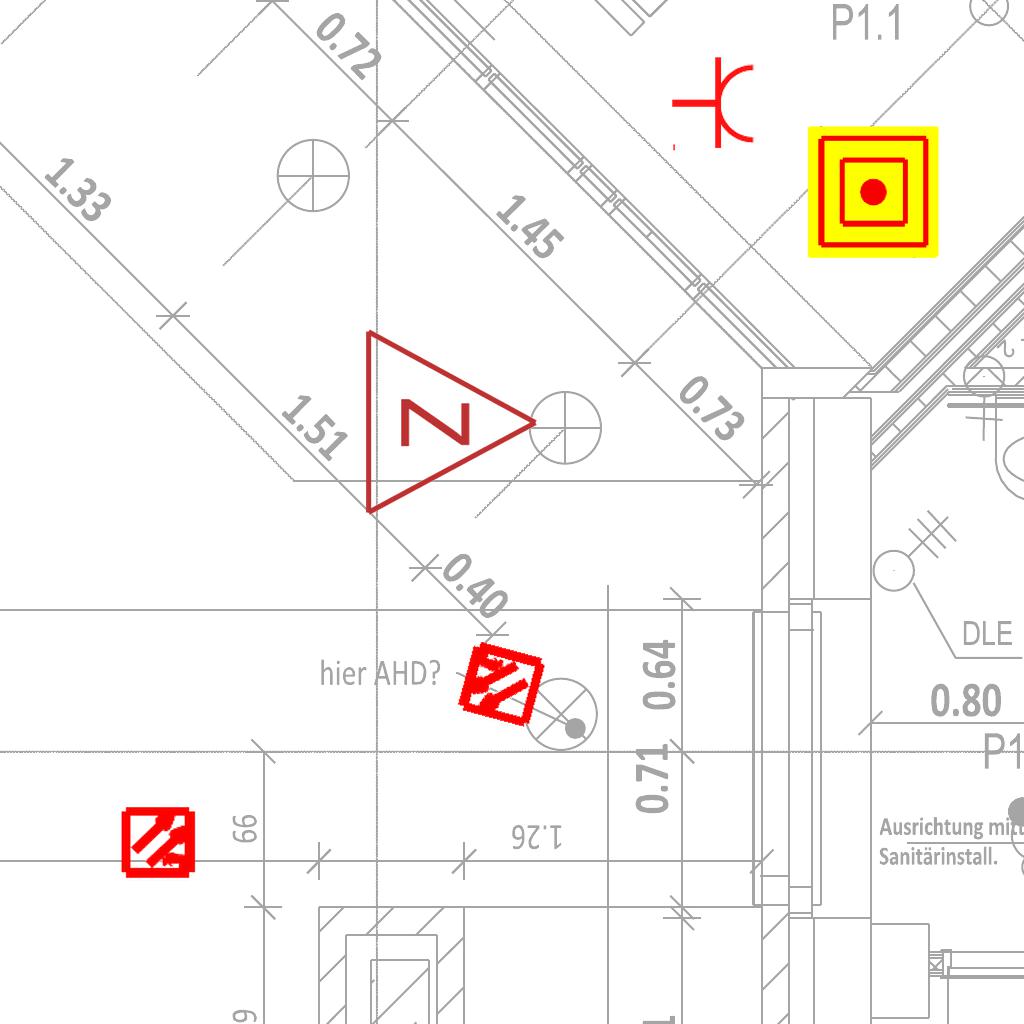 P1.1
0.72
1.33
1.45
0.73
1.51
N
0.40
hier AHD?
0.64
0.71
DLE
0.80
P1
99
1.26
Ausrichtung mit
Sanitärinstall.